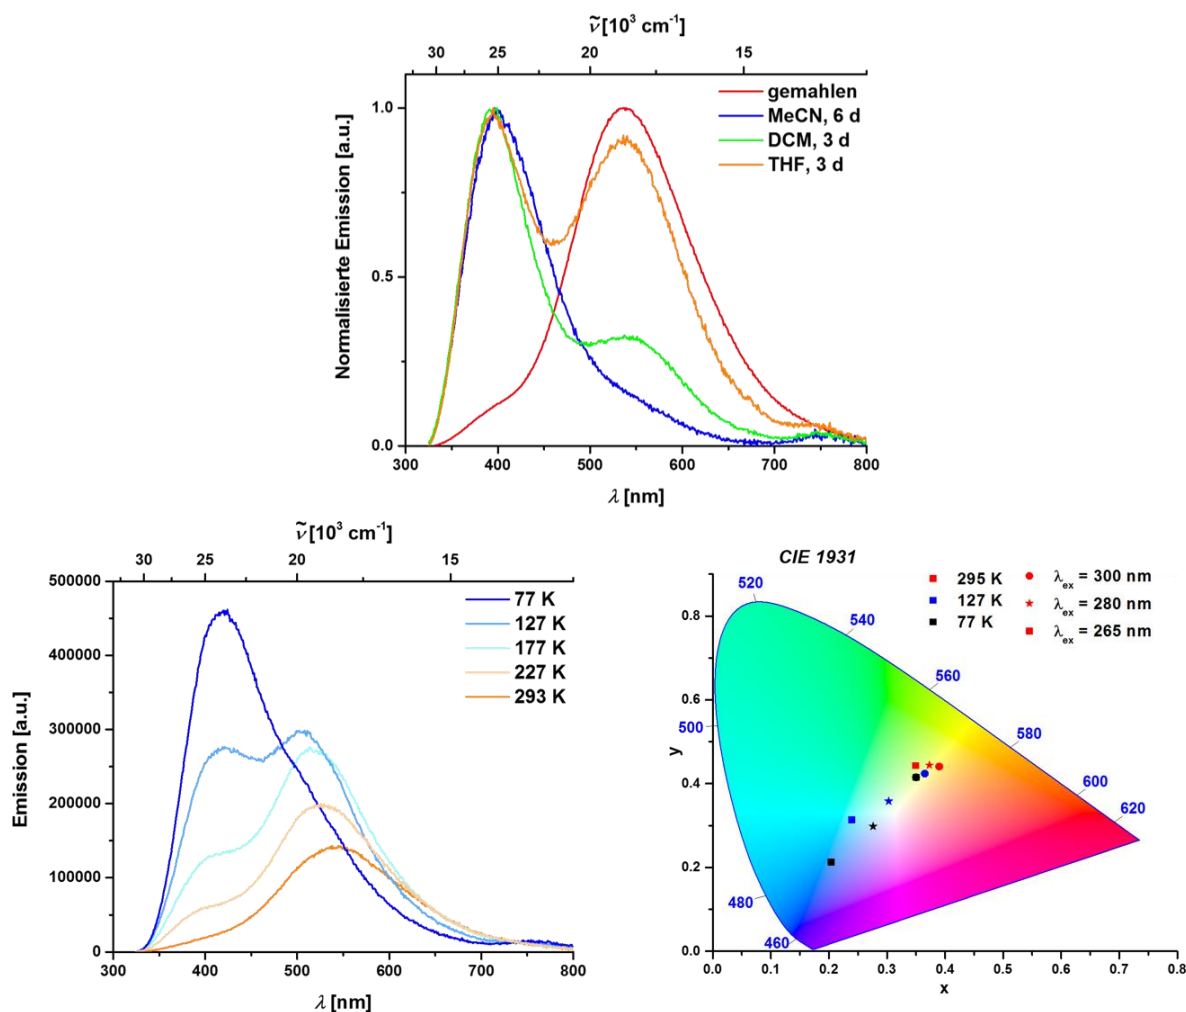 ν̃ [10³ cm⁻¹]
30 25 20 15
1.0
0.5
0.0
Normalisierte Emission [a.u.]
gemahlen
MeCN, 6 d
DCM, 3 d
THF, 3 d
300 400 500 600 700 800
λ [nm]
ν̃ [10³ cm⁻¹]
30 25 20 15
500000
400000
300000
200000
100000
0
Emission [a.u.]
77 K
127 K
177 K
227 K
293 K
300 400 500 600 700 800
λ [nm]
CIE 1931
295 K
127 K
77 K
λex = 300 nm
λex = 280 nm
λex = 265 nm
520
540
560
500
580
600
620
480
460
0.8
0.6
0.4
0.2
0.0
y
0.0 0.1 0.2 0.3 0.4 0.5 0.6 0.7 0.8
x